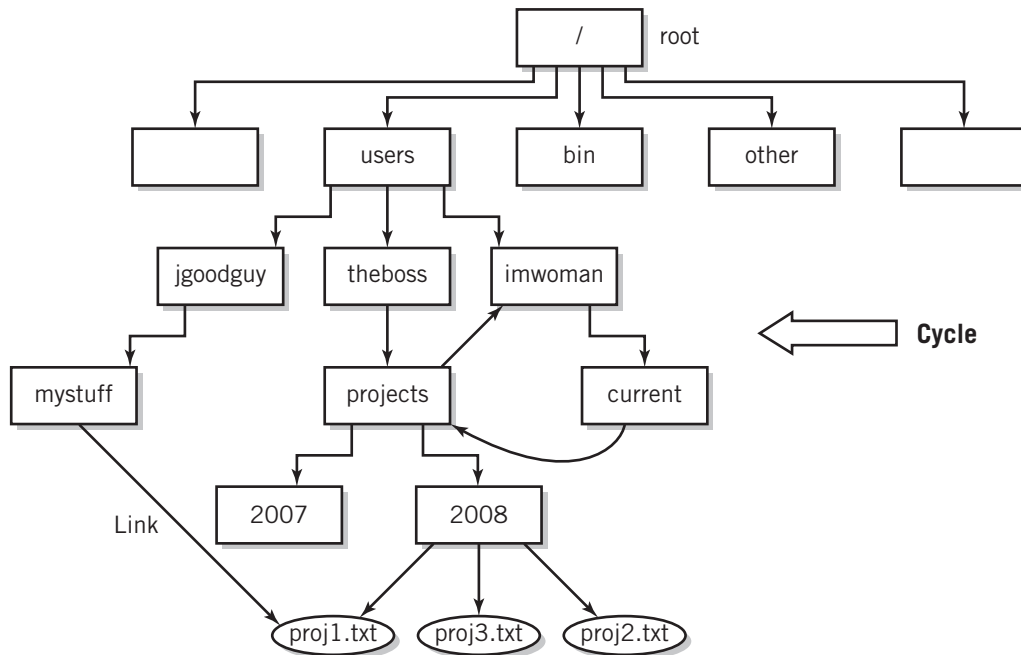 /
root
users
bin
other
jgoodguy
theboss
imwoman
Cycle
mystuff
projects
current
2007
2008
Link
proj1.txt
proj3.txt
proj2.txt